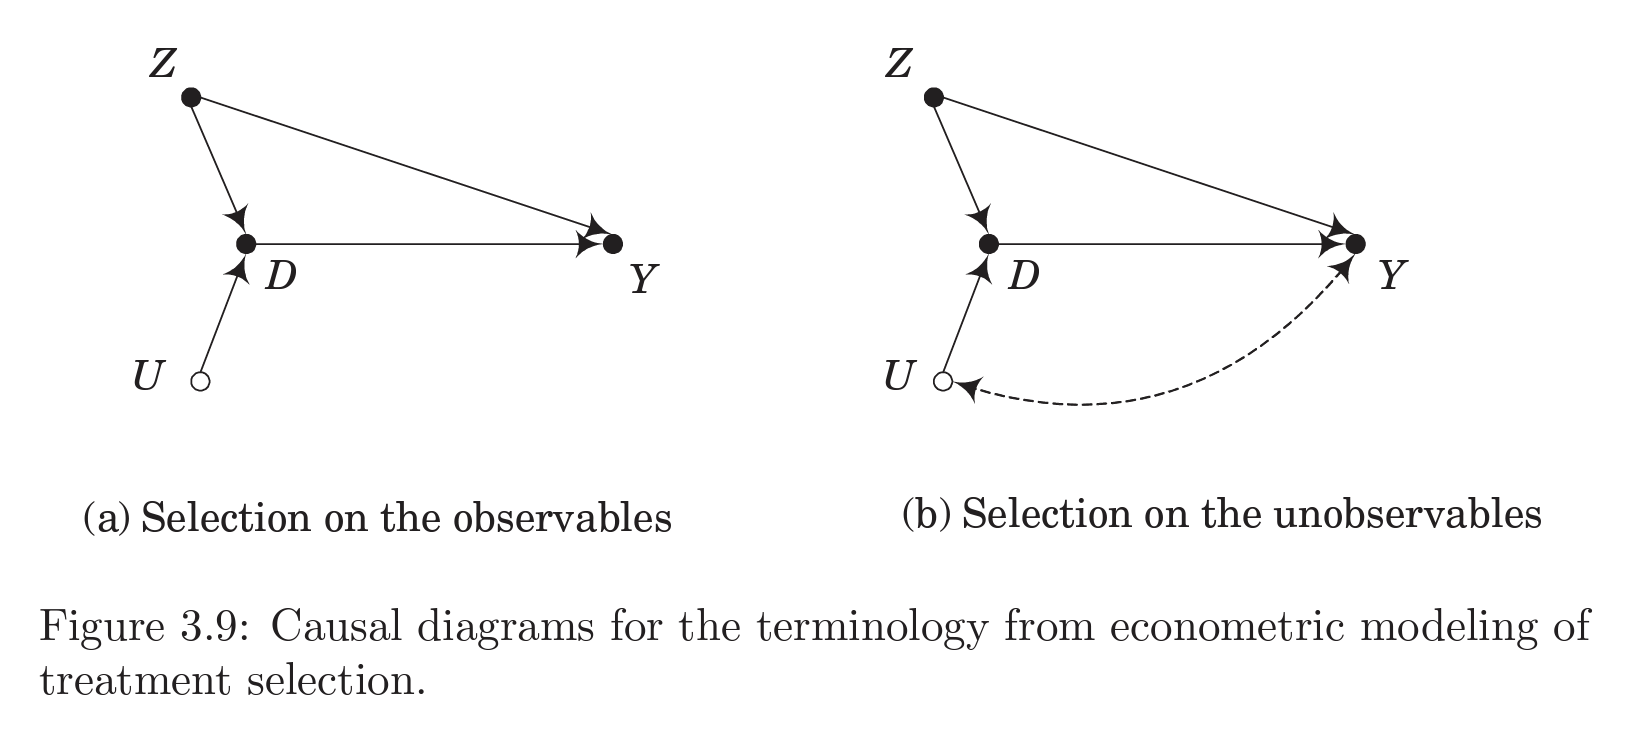 Z
D
Y
U
(a) Selection on the observables
Z
D
Y
U
(b) Selection on the unobservables
Figure 3.9: Causal diagrams for the terminology from econometric modeling of
treatment selection.